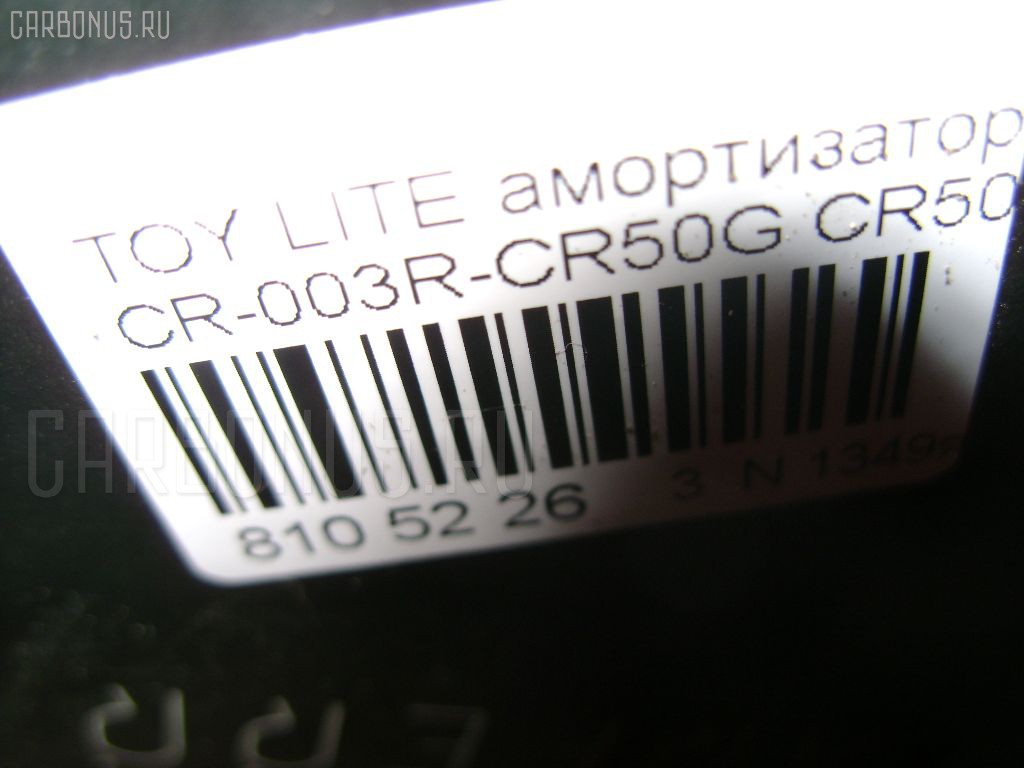 CARBONUS.RU
TOY LITE амортизатор
CR-003R-CR50G CR50
CARBONUS.RU
810 52 26 3 N 1349